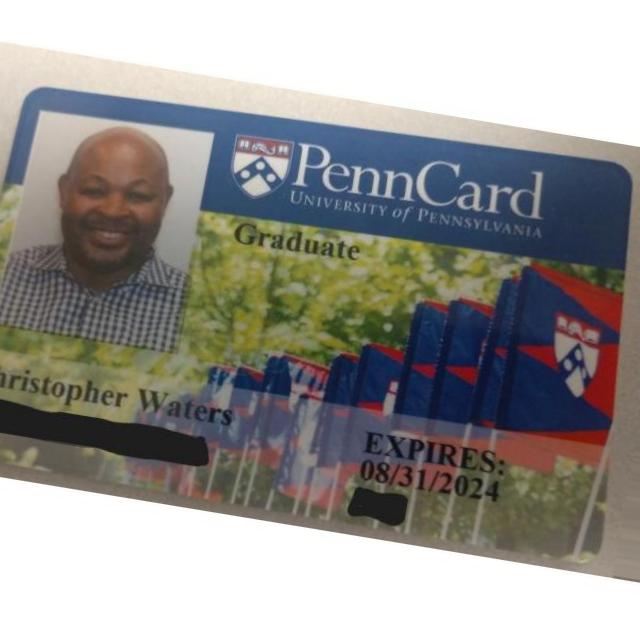 PennCard
UNIVERSITY of PENNSYLVANIA
Graduate
hristopher Waters
EXPIRES:
08/31/2024